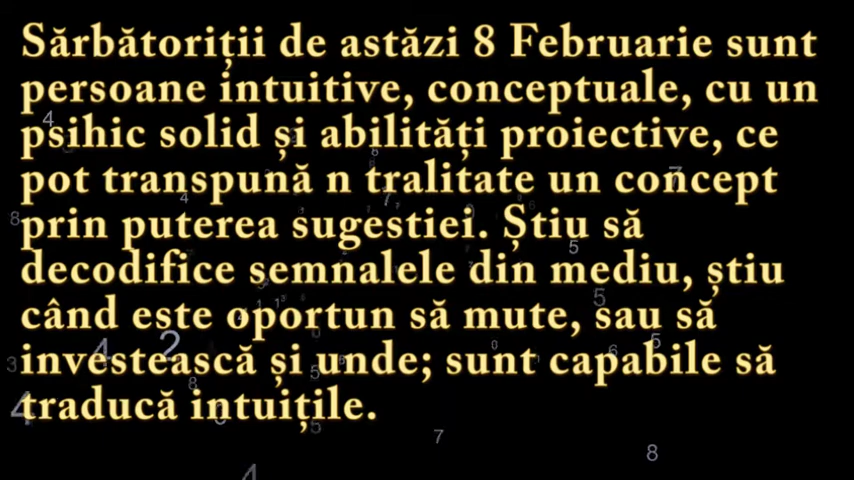 Sărbătoriții de astăzi 8 Februarie sunt
persoane intuitive, conceptuale, cu un
psihic solid și abilități proiective, ce
pot transpună n tralitate un concept
prin puterea sugestiei. Știu să
decodifice semnalele din mediu, știu
când este oportun să mute, sau să
investească și unde; sunt capabile să
traducă intuițile.